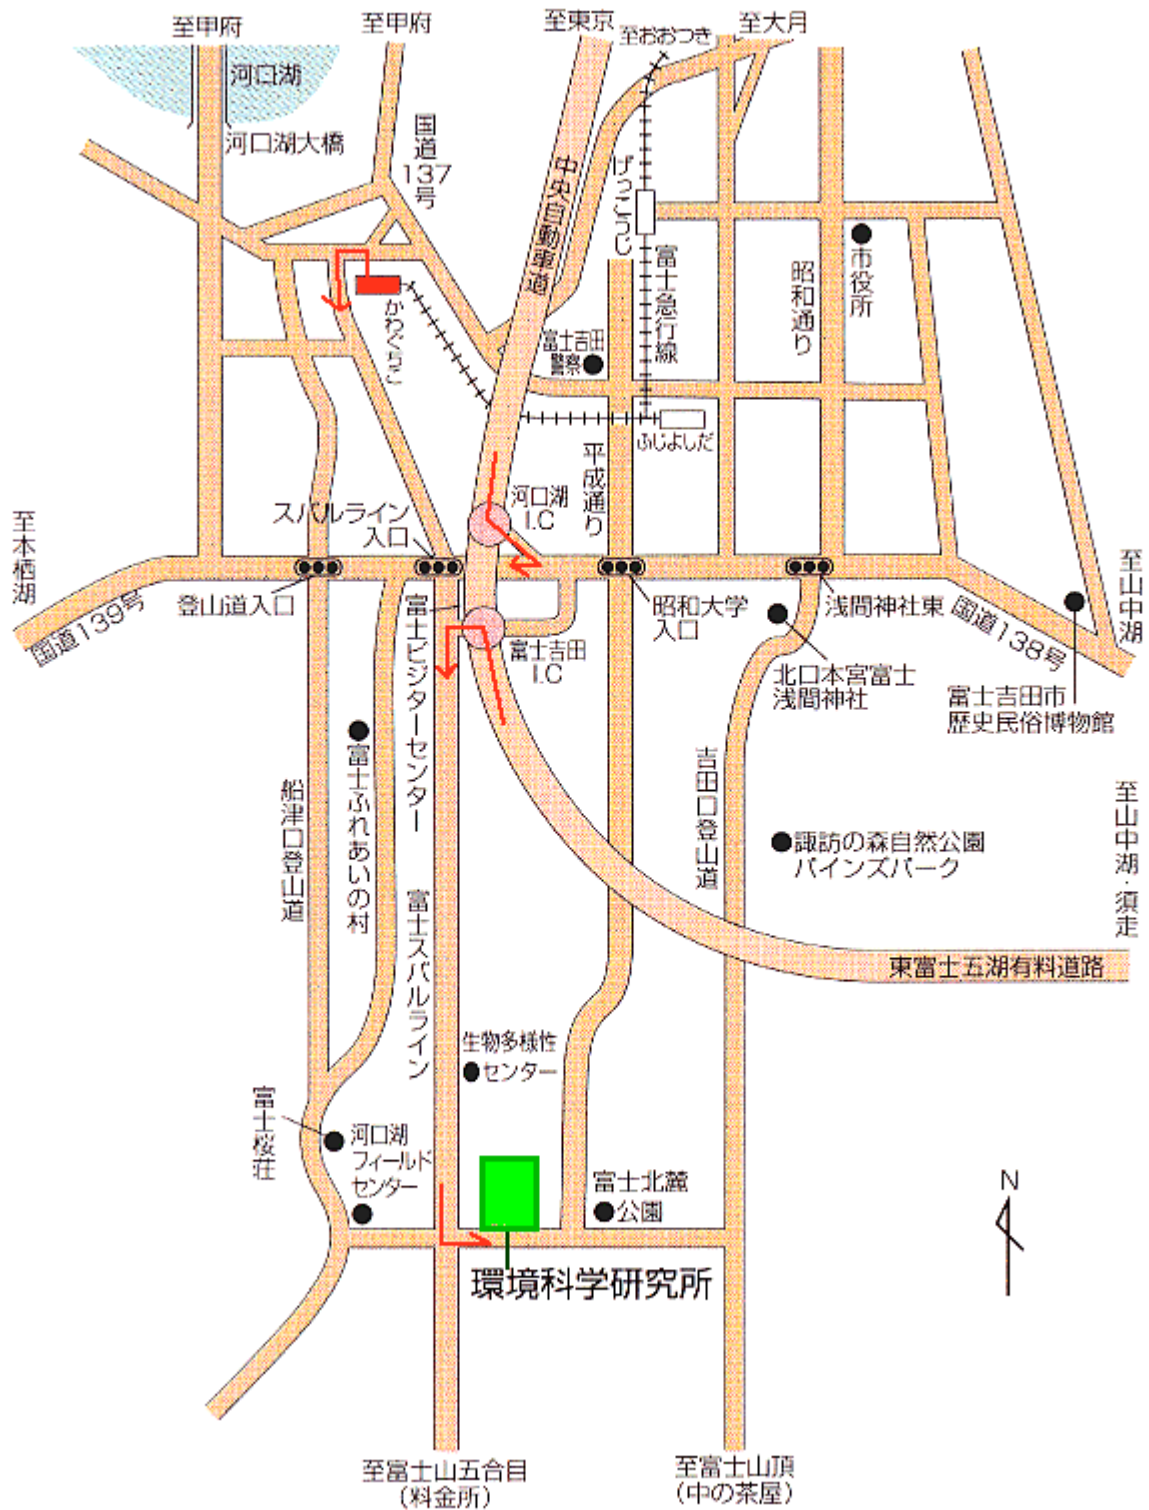 至甲府
至甲府
至東京
至おおつき
至大月
河口湖
河口湖大橋
国道
137
号
中央自動車道
げっこうじ
富士急行線
昭和通り
市役所
かわぐちこ
富士吉田
警察
ふじよしだ
平成通り
河口湖
I.C
スバルライン
入口
至本栖湖
国道139号
登山道入口
富士ビジターセンター
富士吉田
I.C
昭和大学
入口
浅間神社東
国道138号
至山中湖
北口本宮富士
浅間神社
富士吉田市
歴史民俗博物館
船津口登山道
富士ふれあいの村
富士スバルライン
吉田口登山道
諏訪の森自然公園
パインズパーク
至山中湖・須走
東富士五湖有料道路
生物多様性
センター
富士桜荘
河口湖
フィールド
センター
富士北麓
公園
N
環境科学研究所
至富士山五合目
(料金所)
至富士山頂
(中の茶屋)